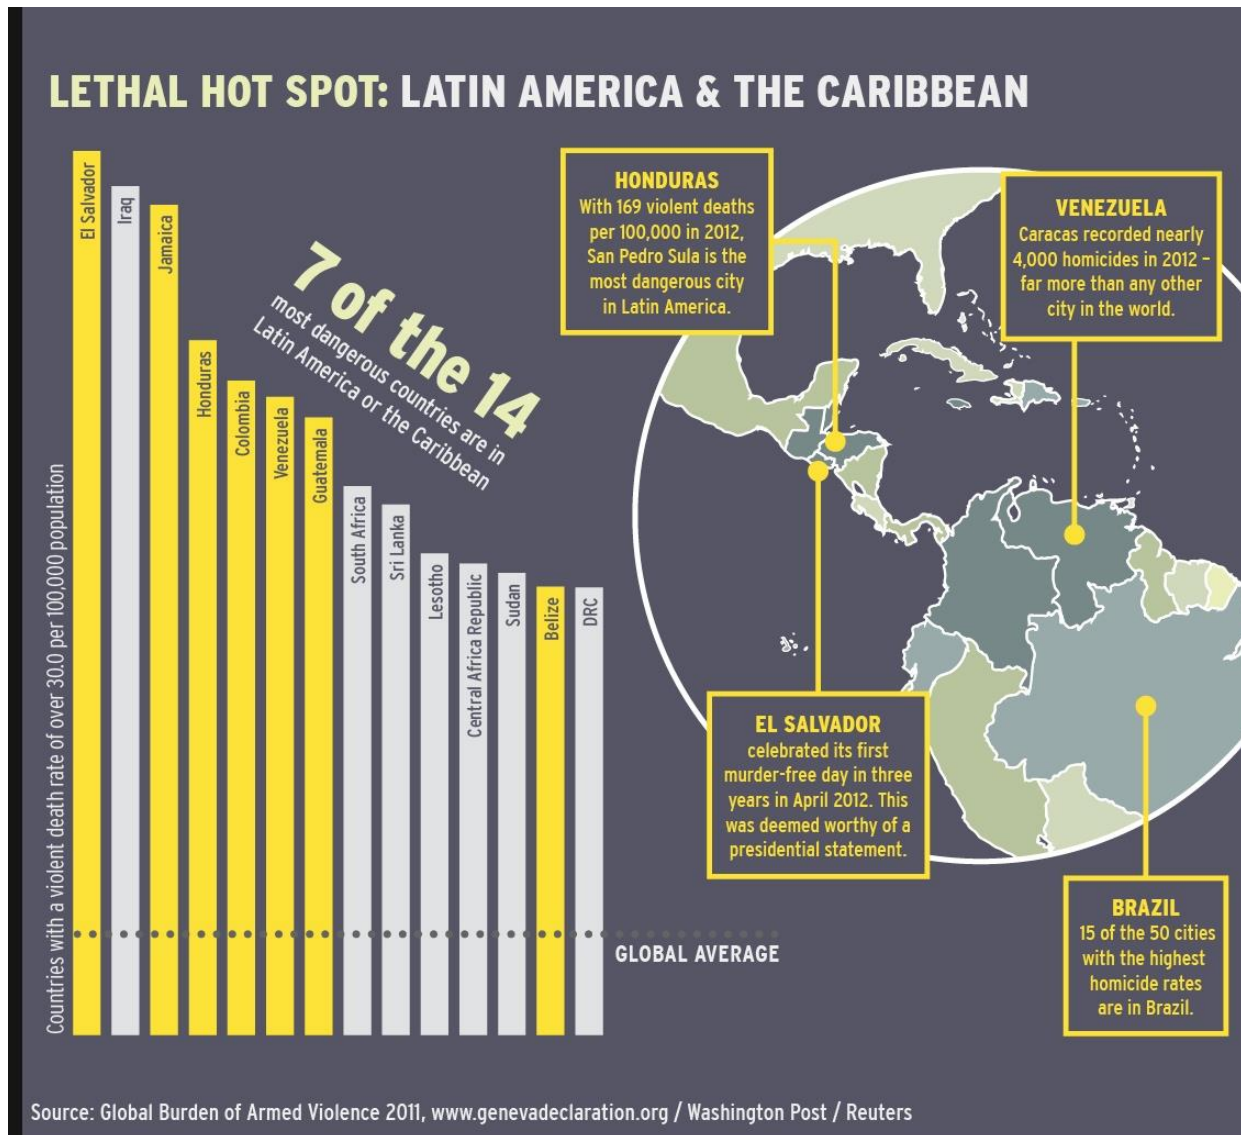 LETHAL HOT SPOT: LATIN AMERICA & THE CARIBBEAN
Countries with a violent death rate of over 30.0 per 100,000 population
El Salvador
Iraq
Jamaica
Honduras
Colombia
Venezuela
Guatemala
South Africa
Sri Lanka
Lesotho
Central Africa Republic
Sudan
Belize
DRC
7 of the 14
most dangerous countries are in
Latin America or the Caribbean
GLOBAL AVERAGE
HONDURAS
With 169 violent deaths
per 100,000 in 2012,
San Pedro Sula is the
most dangerous city
in Latin America.
VENEZUELA
Caracas recorded nearly
4,000 homicides in 2012 –
far more than any other
city in the world.
EL SALVADOR
celebrated its first
murder-free day in three
years in April 2012. This
was deemed worthy of a
presidential statement.
BRAZIL
15 of the 50 cities
with the highest
homicide rates
are in Brazil.
Source: Global Burden of Armed Violence 2011, www.genevadeclaration.org / Washington Post / Reuters